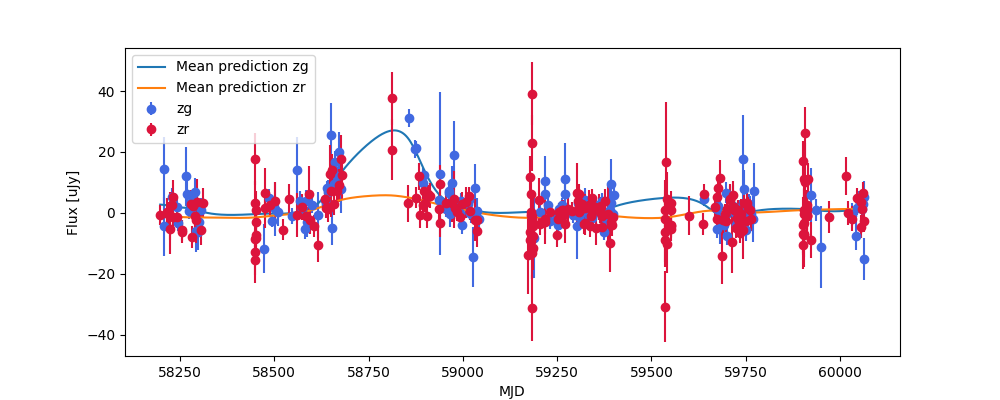 Mean prediction zg
Mean prediction zr
zg
zr
Flux [uJy]
40
20
0
−20
−40
58250
58500
58750
59000
59250
59500
59750
60000
MJD